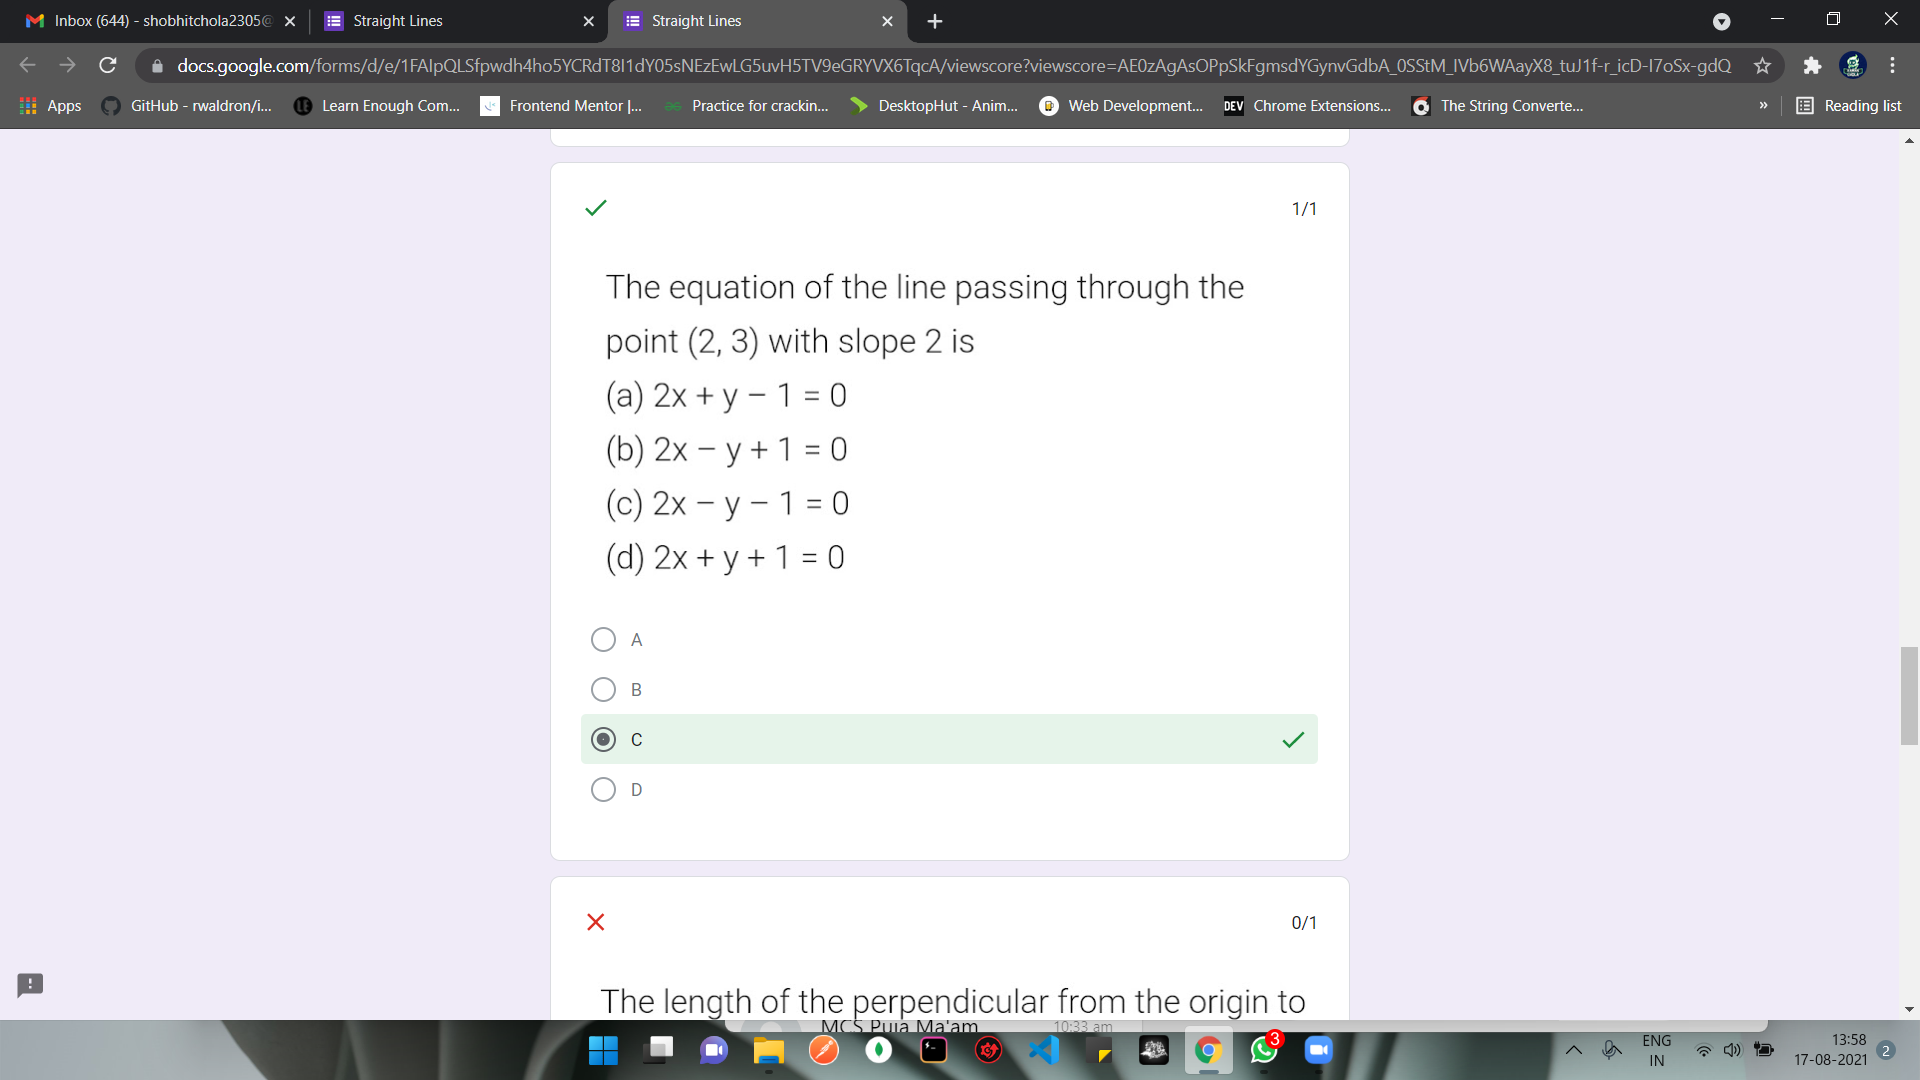 Inbox (644) - shobhitchola2305@
Straight Lines
Straight Lines
docs.google.com/forms/d/e/1FAIpQLSfpwdh4ho5YCRdT8I1dY05sNEzEwLG5uvH5TV9eGRYVX6TqcA/viewscore?viewscore=AE0zAgAsOPpSkFgmsdYGynvGdbA_0SStM_IVb6WAayX8_tuJ1f-r_icD-I7oSx-gdQ
Apps
GitHub - rwaldron/i...
Learn Enough Com...
Frontend Mentor |...
Practice for crackin...
DesktopHut - Anim...
Web Development...
DEV Chrome Extensions...
The String Converte...
»
Reading list
1/1
The equation of the line passing through the
point (2, 3) with slope 2 is
(a) 2x + y − 1 = 0
(b) 2x − y + 1 = 0
(c) 2x − y − 1 = 0
(d) 2x + y + 1 = 0
A
B
C
D
0/1
The length of the perpendicular from the origin to
MCS Puja Ma'am 10:33 am
3
ENG
IN
13:58
17-08-2021
2